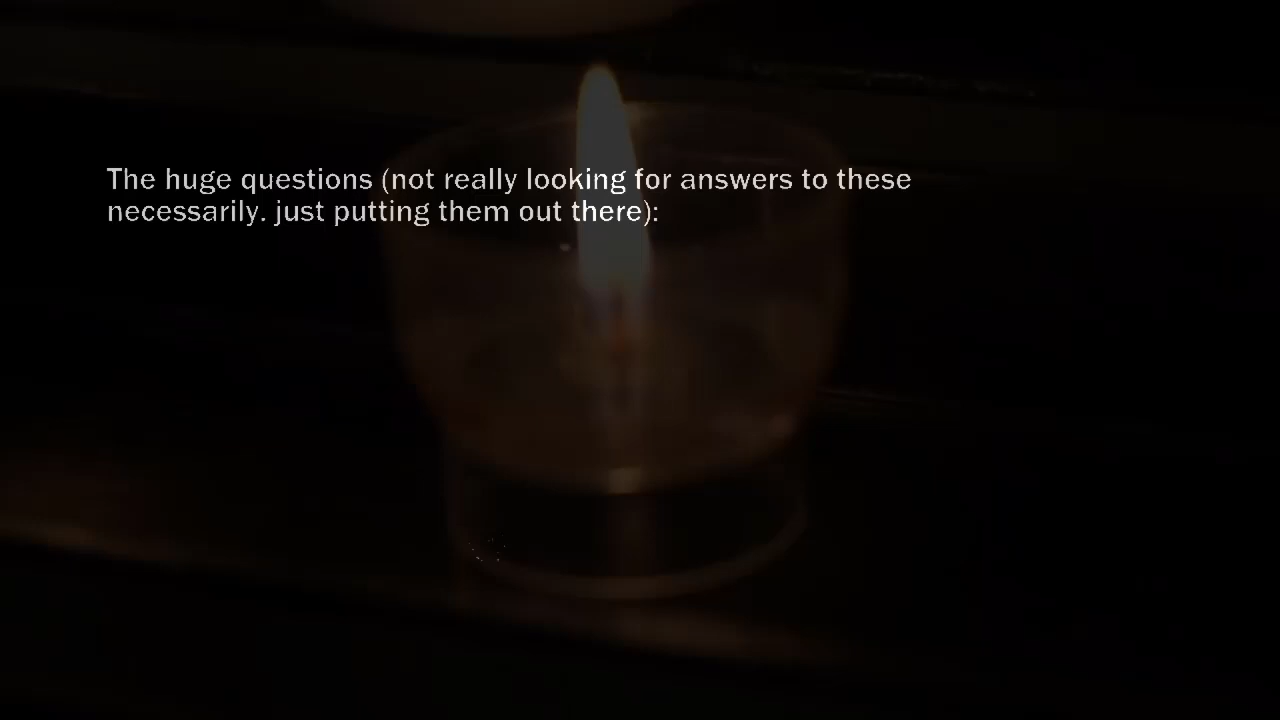 The huge questions (not really looking for answers to these
necessarily. just putting them out there):